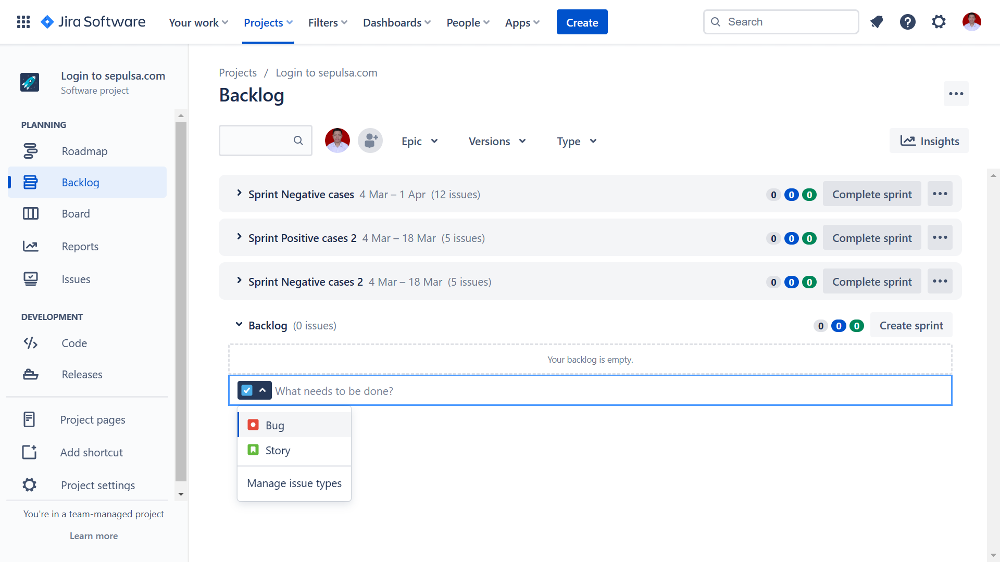 Jira Software
Your work
Projects
Filters
Dashboards
People
Apps
Create
Search
Login to sepulsa.com
Software project
PLANNING
Roadmap
Backlog
Board
Reports
Issues
DEVELOPMENT
Code
Releases
Project pages
Add shortcut
Project settings
You're in a team-managed project
Learn more
Projects / Login to sepulsa.com
Backlog
Epic
Versions
Type
Insights
Sprint Negative cases 4 Mar – 1 Apr (12 issues) 0 0 0 Complete sprint
Sprint Positive cases 2 4 Mar – 18 Mar (5 issues) 0 0 0 Complete sprint
Sprint Negative cases 2 4 Mar – 18 Mar (5 issues) 0 0 0 Complete sprint
Backlog (0 issues) 0 0 0 Create sprint
Your backlog is empty.
What needs to be done?
Bug
Story
Manage issue types